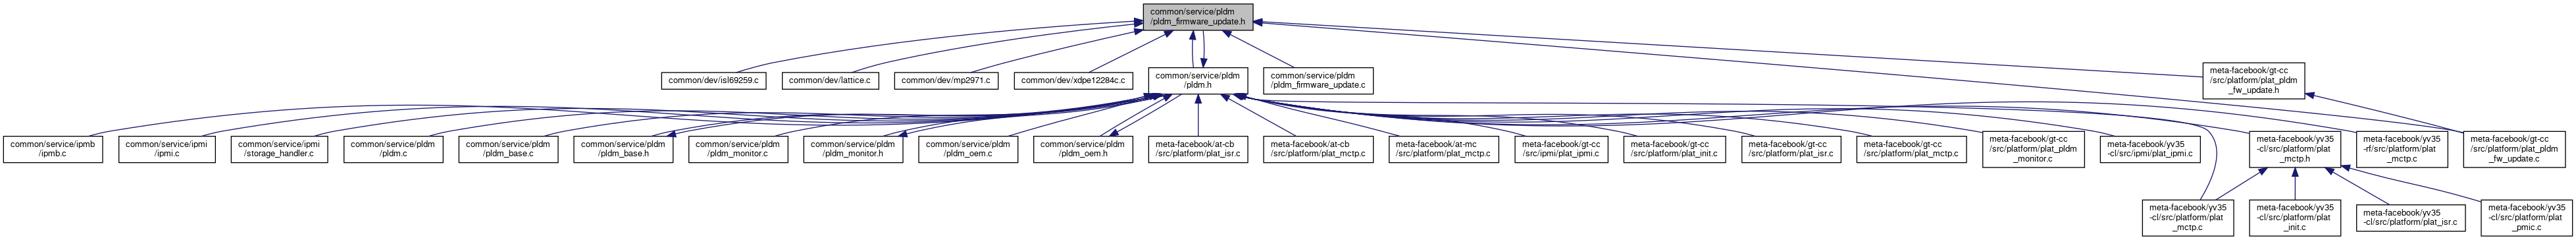 common/service/pldm
/pldm_firmware_update.h
common/dev/isl69259.c
common/dev/lattice.c
common/dev/mp2971.c
common/dev/xdpe12284c.c
common/service/pldm
/pldm.h
common/service/pldm
/pldm_firmware_update.c
meta-facebook/gt-cc
/src/platform/plat_pldm
_fw_update.h
common/service/ipmb
/ipmb.c
common/service/ipmi
/ipmi.c
common/service/ipmi
/storage_handler.c
common/service/pldm
/pldm.c
common/service/pldm
/pldm_base.c
common/service/pldm
/pldm_base.h
common/service/pldm
/pldm_monitor.c
common/service/pldm
/pldm_monitor.h
common/service/pldm
/pldm_oem.c
common/service/pldm
/pldm_oem.h
meta-facebook/at-cb
/src/platform/plat_isr.c
meta-facebook/at-cb
/src/platform/plat_mctp.c
meta-facebook/at-mc
/src/platform/plat_mctp.c
meta-facebook/gt-cc
/src/ipmi/plat_ipmi.c
meta-facebook/gt-cc
/src/platform/plat_init.c
meta-facebook/gt-cc
/src/platform/plat_isr.c
meta-facebook/gt-cc
/src/platform/plat_mctp.c
meta-facebook/gt-cc
/src/platform/plat_pldm
_monitor.c
meta-facebook/yv35
-cl/src/ipmi/plat_ipmi.c
meta-facebook/yv35
-cl/src/platform/plat
_mctp.h
meta-facebook/yv35
-rf/src/platform/plat
_mctp.c
meta-facebook/gt-cc
/src/platform/plat_pldm
_fw_update.c
meta-facebook/yv35
-cl/src/platform/plat
_mctp.c
meta-facebook/yv35
-cl/src/platform/plat
_init.c
meta-facebook/yv35
-cl/src/platform/plat_isr.c
meta-facebook/yv35
-cl/src/platform/plat
_pmic.c